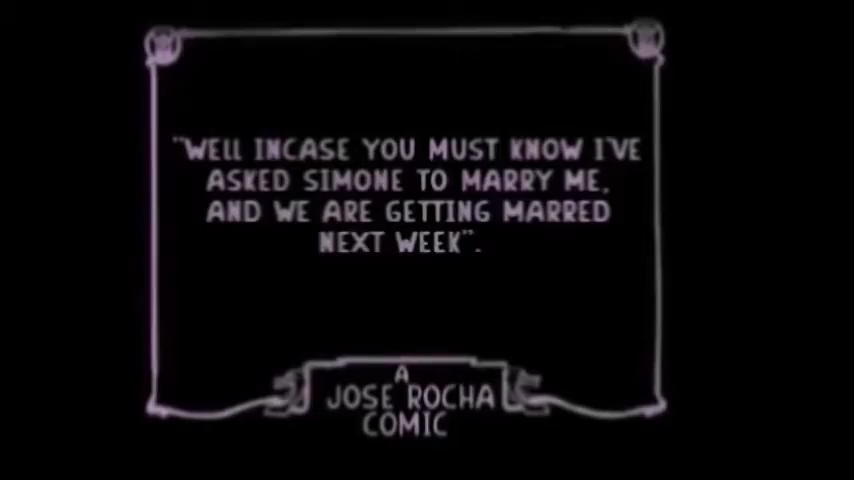 "WELL INCASE YOU MUST KNOW I'VE
ASKED SIMONE TO MARRY ME,
AND WE ARE GETTING MARRED
NEXT WEEK".
A
JOSE ROCHA
COMIC